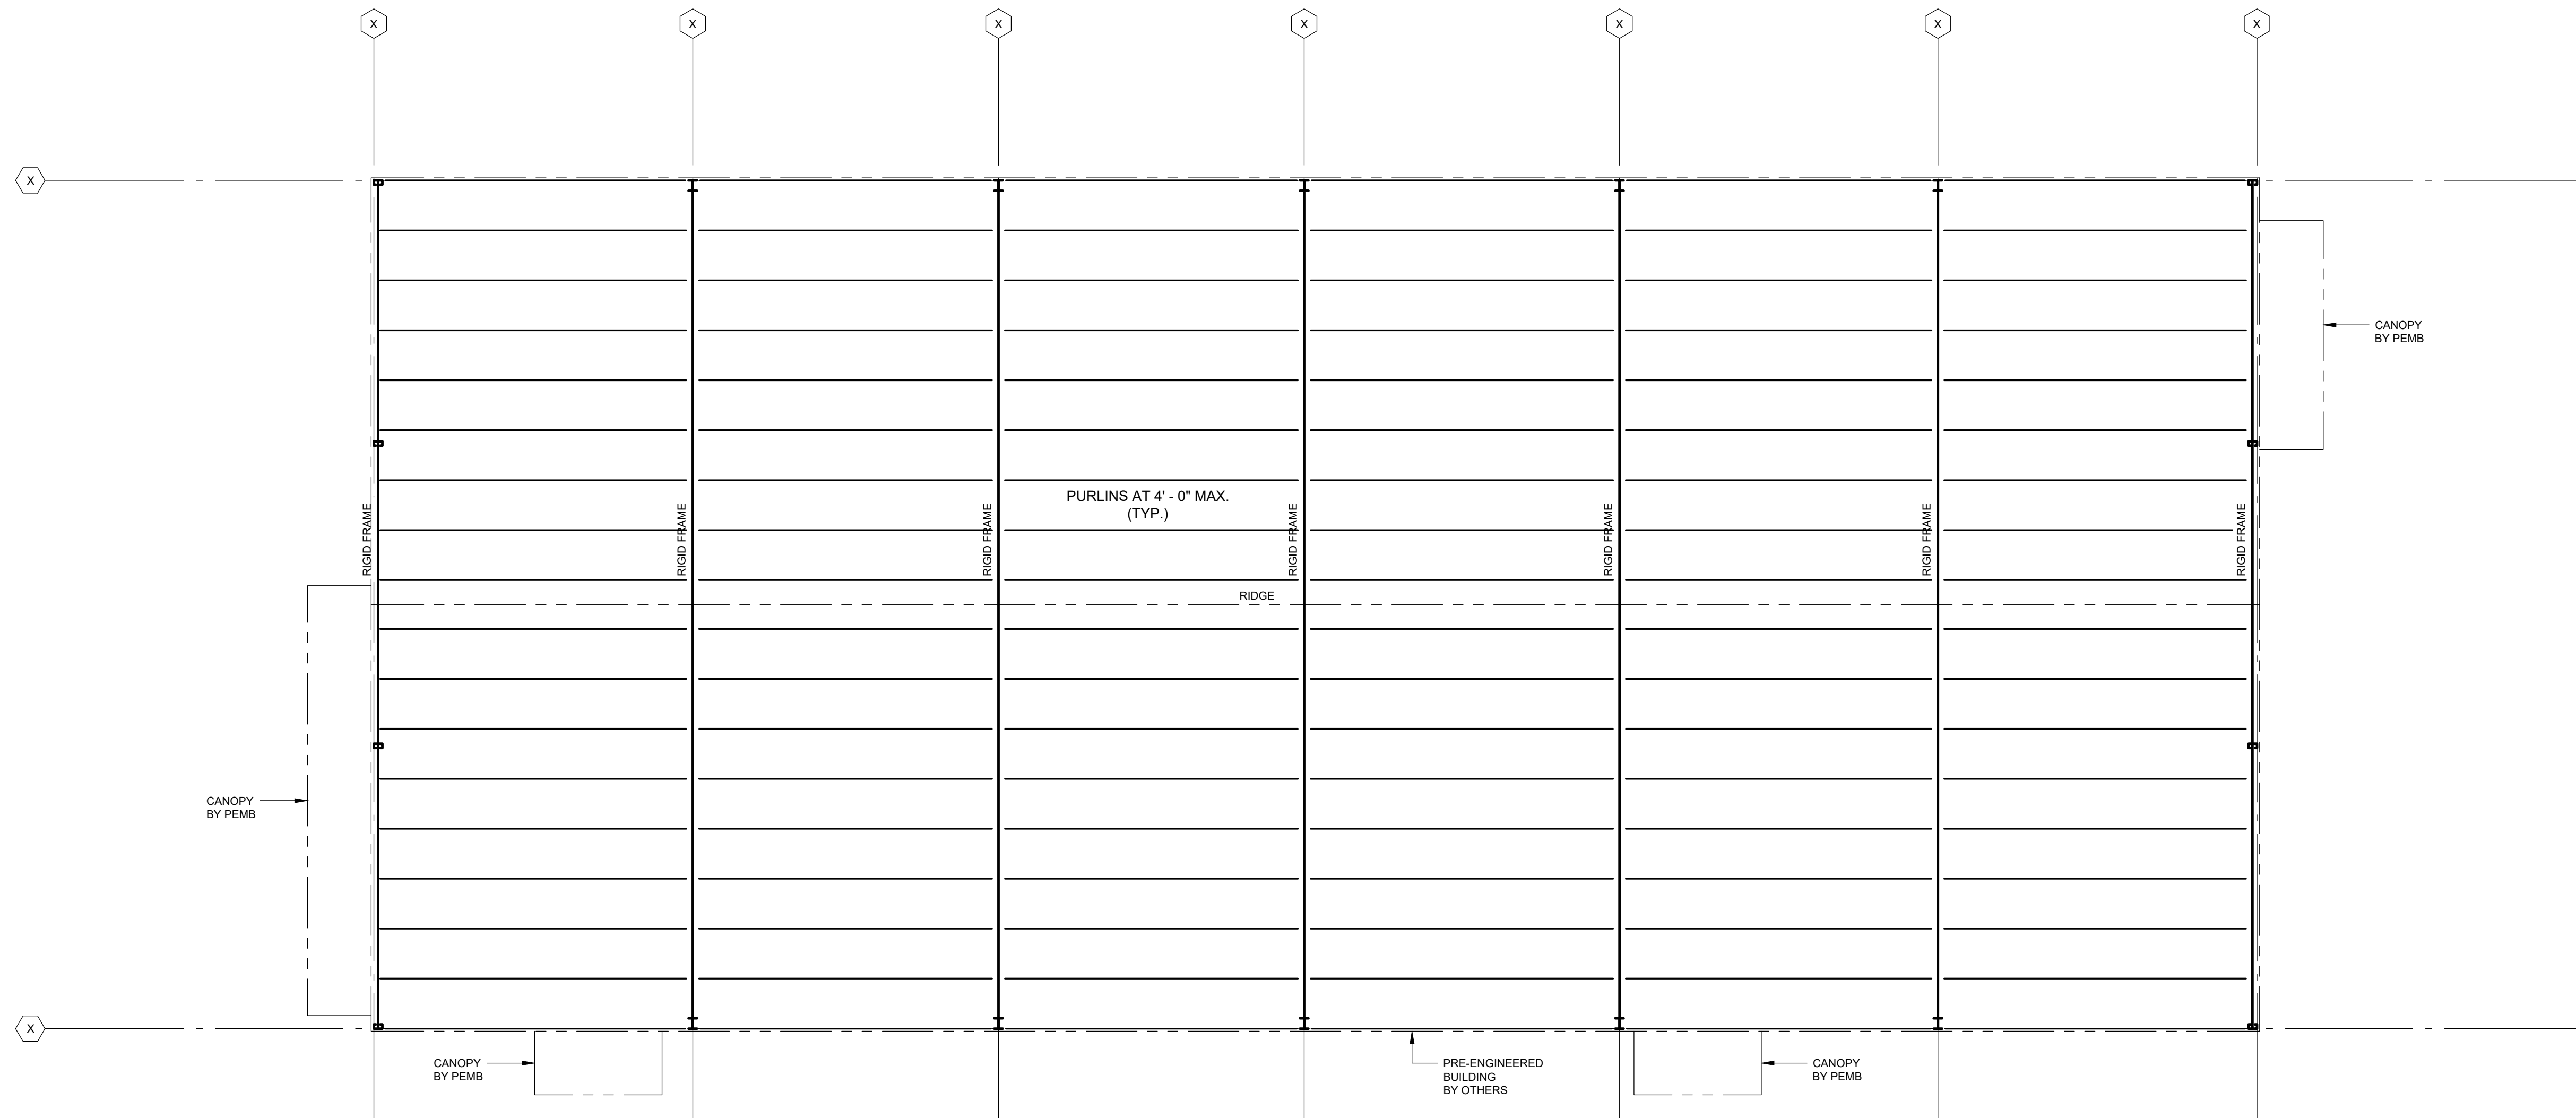 X X X X X X X
X
CANOPY
BY PEMB
PURLINS AT 4' - 0" MAX.
(TYP.)
RIGID FRAME
RIGID FRAME
RIGID FRAME
RIGID FRAME
RIGID FRAME
RIGID FRAME
RIGID FRAME
RIDGE
CANOPY
BY PEMB
X
CANOPY
BY PEMB
PRE-ENGINEERED
BUILDING
BY OTHERS
CANOPY
BY PEMB